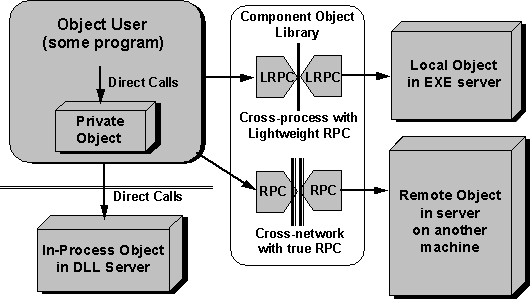 Object User
(some program)
Direct Calls
Private
Object
Direct Calls
In-Process Object
in DLL Server
Component Object
Library
LRPC
LRPC
Cross-process with
Lightweight RPC
RPC
RPC
Cross-network
with true RPC
Local Object
in EXE server
Remote Object
in server
on another
machine